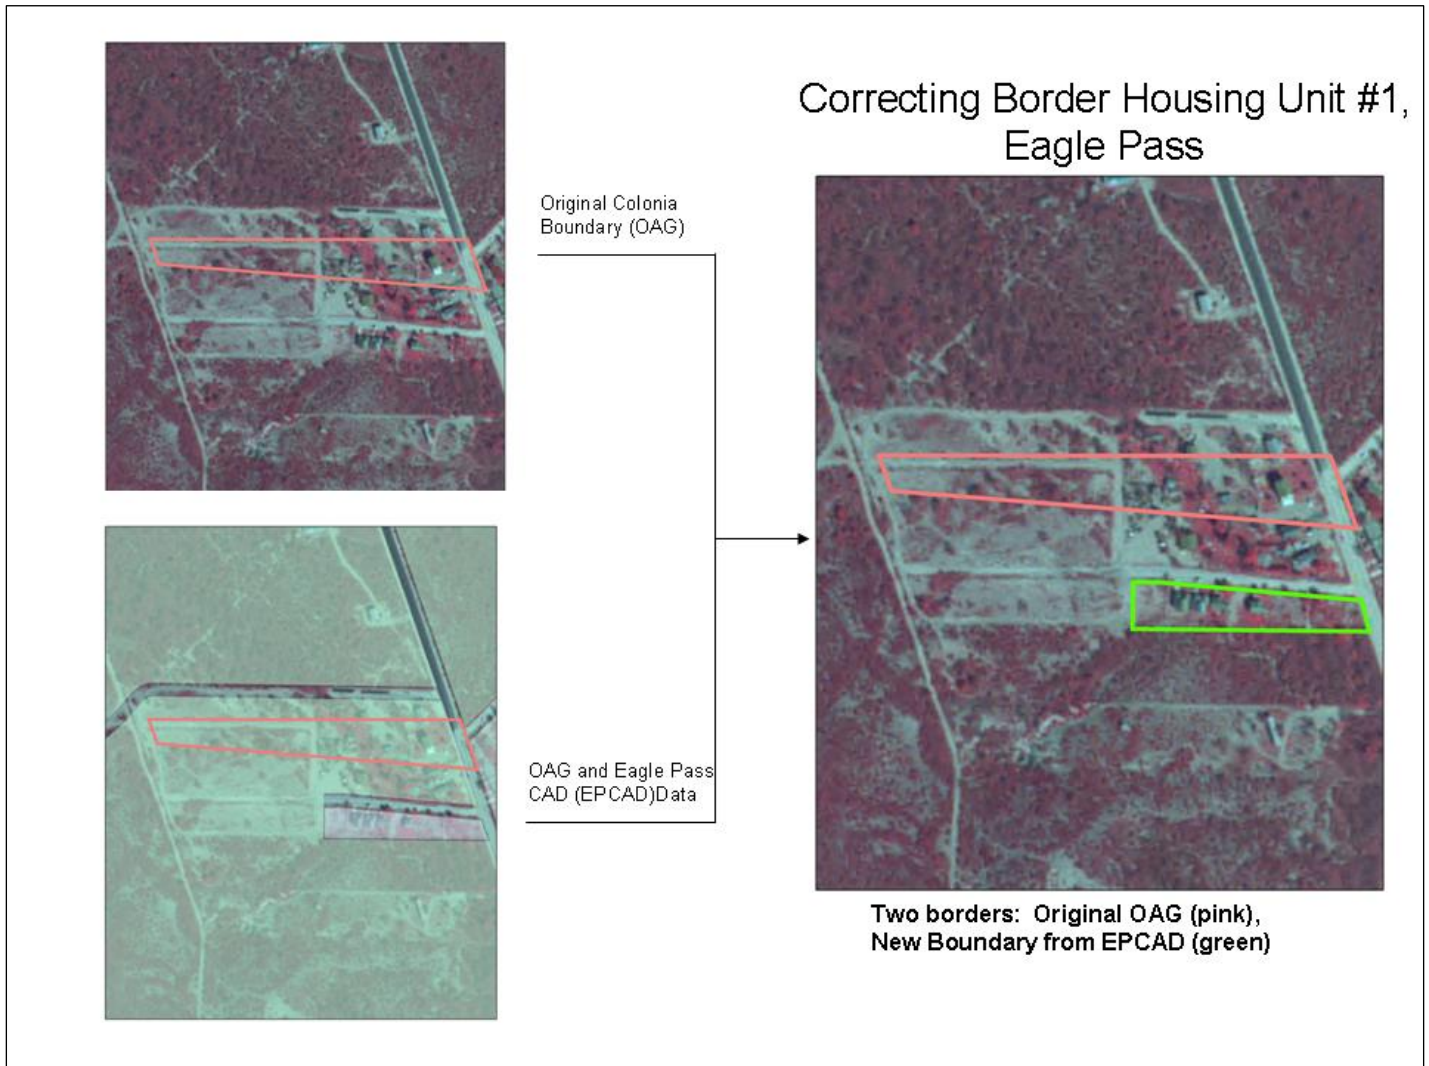 Correcting Border Housing Unit #1,
Eagle Pass
Original Colonia
Boundary (OAG)
OAG and Eagle Pass
CAD (EPCAD)Data
Two borders:  Original OAG (pink),
New Boundary from EPCAD (green)